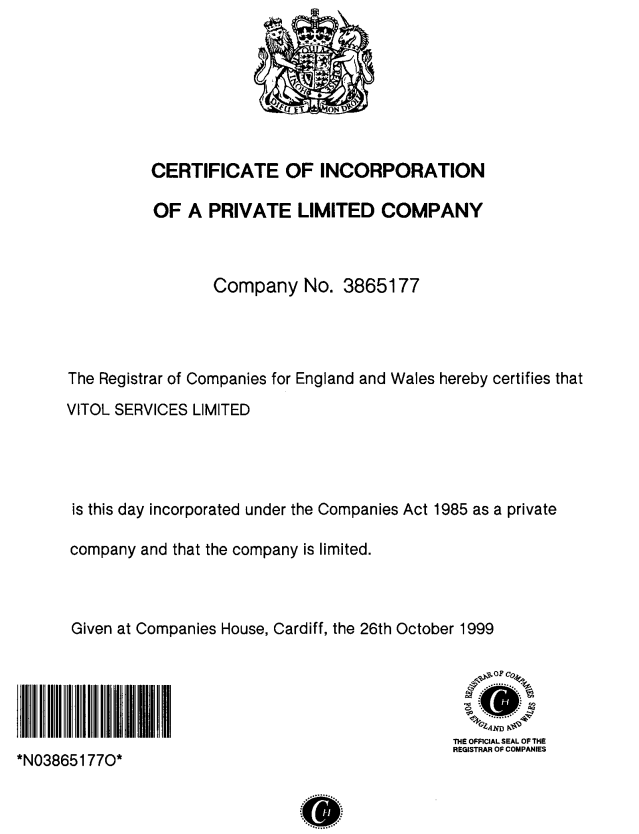 QUI
DIEU ET MON DROIT
CERTIFICATE OF INCORPORATION
OF A PRIVATE LIMITED COMPANY
Company No. 3865177
The Registrar of Companies for England and Wales hereby certifies that
VITOL SERVICES LIMITED
is this day incorporated under the Companies Act 1985 as a private
company and that the company is limited.
Given at Companies House, Cardiff, the 26th October 1999
REGISTRAR OF COMPANIES
FOR ENGLAND AND WALES
C H
THE OFFICIAL SEAL OF THE
REGISTRAR OF COMPANIES
*N03865177O*
C H